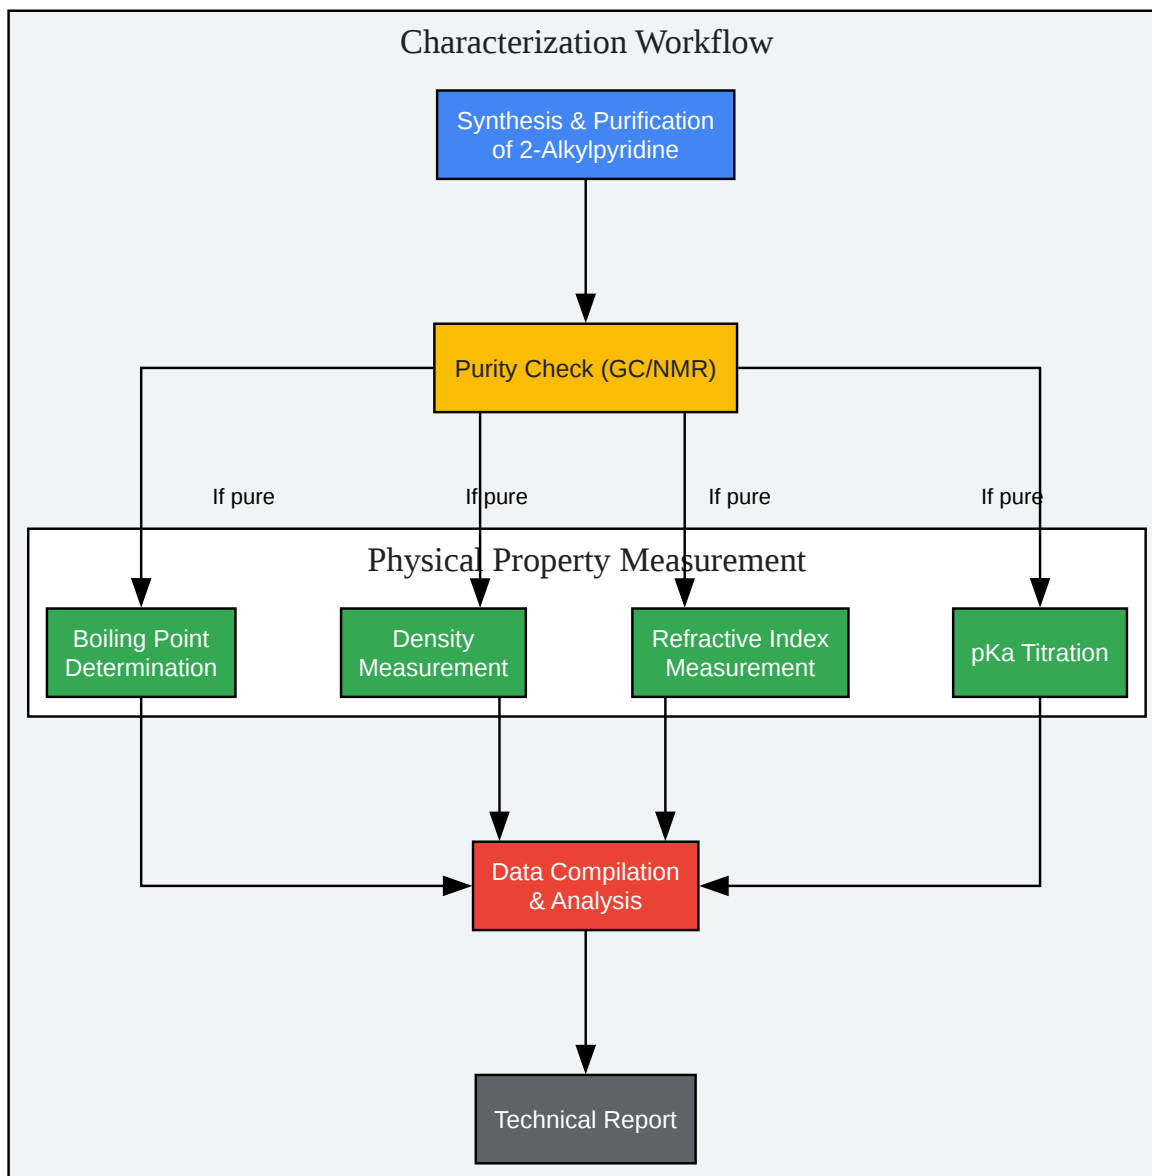 Characterization Workflow
Synthesis & Purification
of 2-Alkylpyridine
Purity Check (GC/NMR)
If pure
If pure
If pure
If pure
Physical Property Measurement
Boiling Point
Determination
Density
Measurement
Refractive Index
Measurement
pKa Titration
Data Compilation
& Analysis
Technical Report